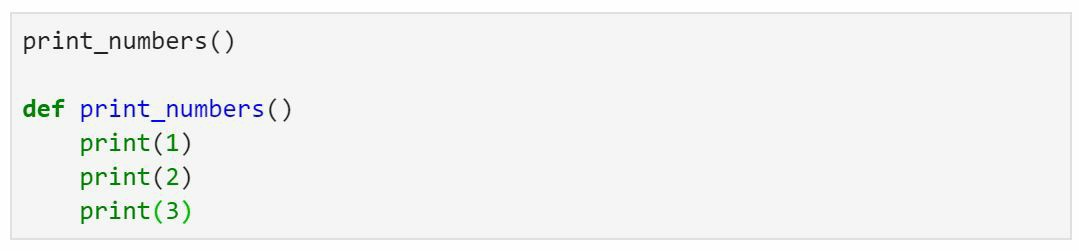 print_numbers()
def print_numbers()
    print(1)
    print(2)
    print(3)